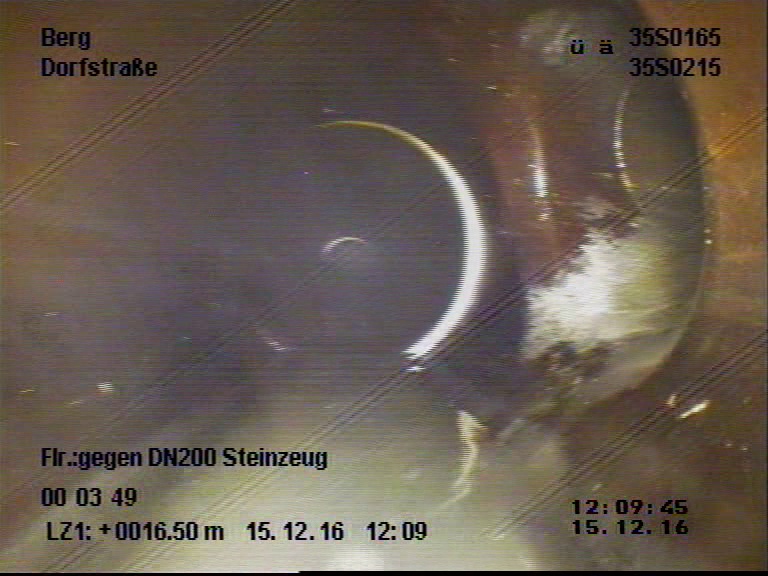 Berg
Dorfstraße
ü ä 35S0165
35S0215
Flr.:gegen DN200 Steinzeug
00 03 49
LZ1: +0016.50 m 15.12.16 12:09
12:09:45
15.12.16